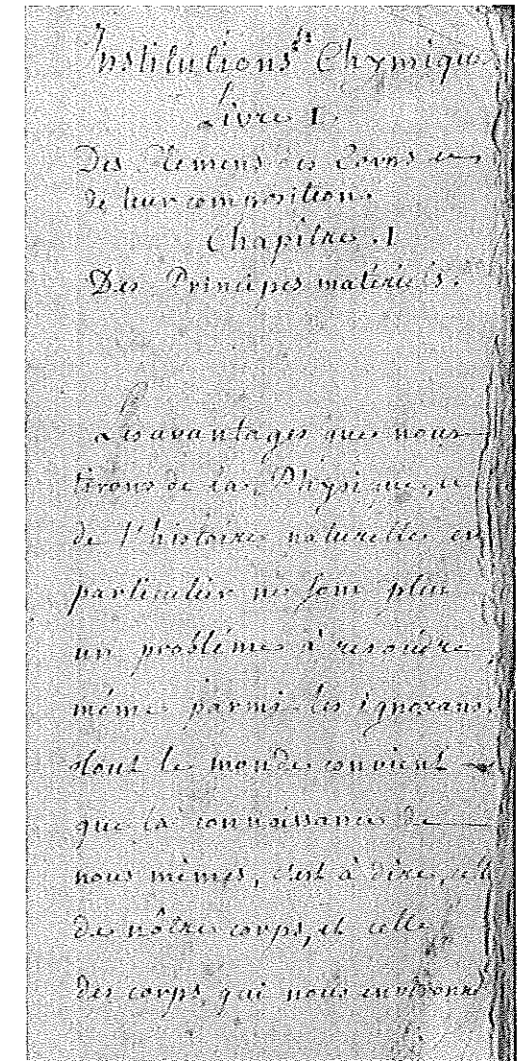 Institutions Chymiques
Livre I
Des Elemens des Corps et
de leur composition.
Chapitre .I
Des Principes materiels.
Les avantages que nous
tirons de la Physique, et
de l'histoire naturelle en
particulier ne sont plus
un problême à resoudre
même parmi les ignorans,
tout le monde convient
que la connoissance de
nous mêmes, c'est à dire, celle
de nôtre corps, et celle
des corps, qui nous environne